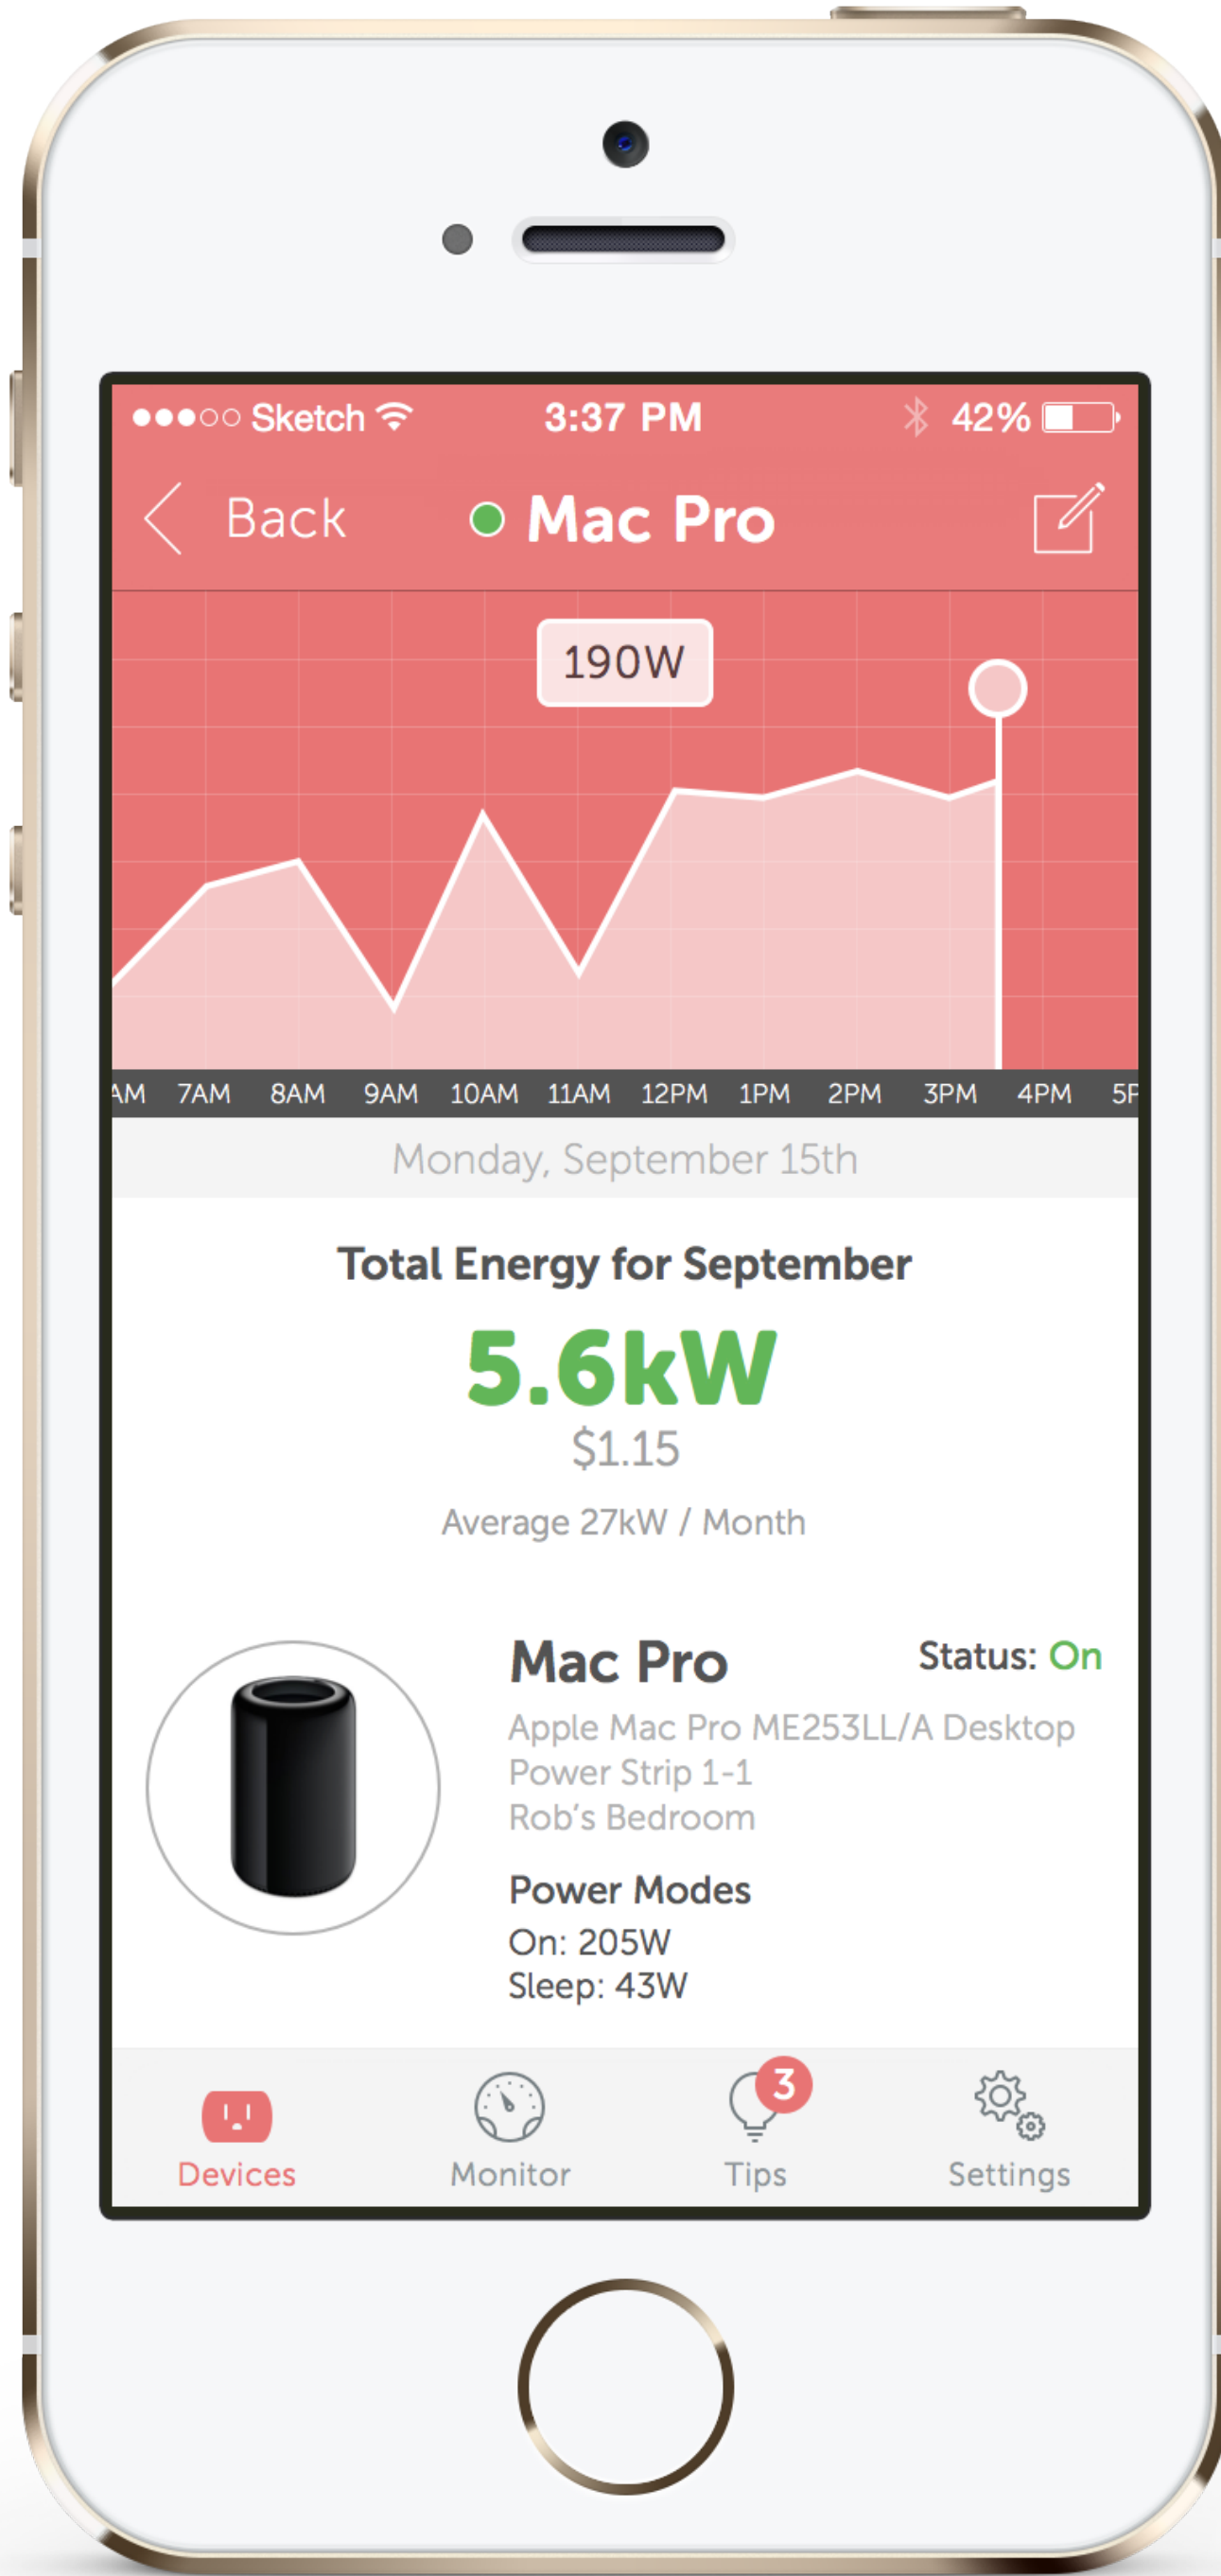 Sketch 3:37 PM 42%
Back Mac Pro
190W
AM 7AM 8AM 9AM 10AM 11AM 12PM 1PM 2PM 3PM 4PM 5P
Monday, September 15th
Total Energy for September
5.6kW
$1.15
Average 27kW / Month
Mac Pro Status: On
Apple Mac Pro ME253LL/A Desktop
Power Strip 1-1
Rob's Bedroom
Power Modes
On: 205W
Sleep: 43W
3
Devices Monitor Tips Settings